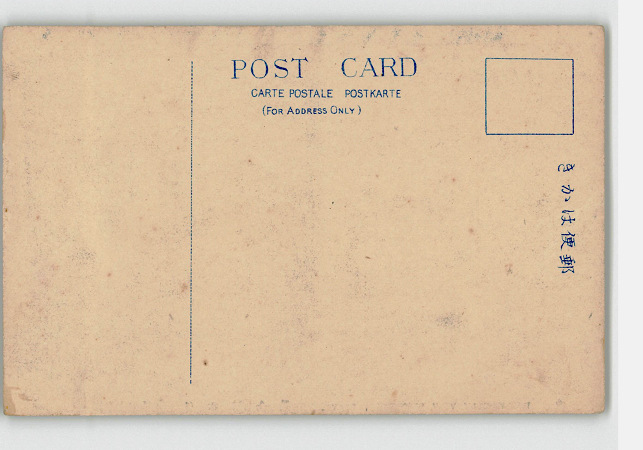 POST CARD
CARTE POSTALE POSTKARTE
(FOR ADDRESS ONLY)
きかは便郵